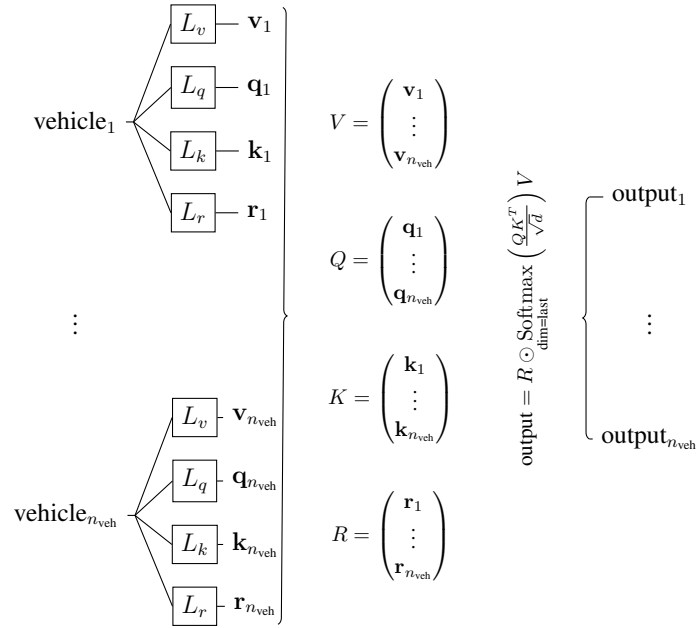 vehicle₁
L_v v₁
L_q q₁
L_k k₁
L_r r₁
⋮
vehicle_{n_veh}
L_v v_{n_veh}
L_q q_{n_veh}
L_k k_{n_veh}
L_r r_{n_veh}
V = ( v₁ ⋮ v_{n_veh} )
Q = ( q₁ ⋮ q_{n_veh} )
K = ( k₁ ⋮ k_{n_veh} )
R = ( r₁ ⋮ r_{n_veh} )
output = R ⊙ Softmax_{dim=last} ( QK^T / √d ) V
output₁
⋮
output_{n_veh}